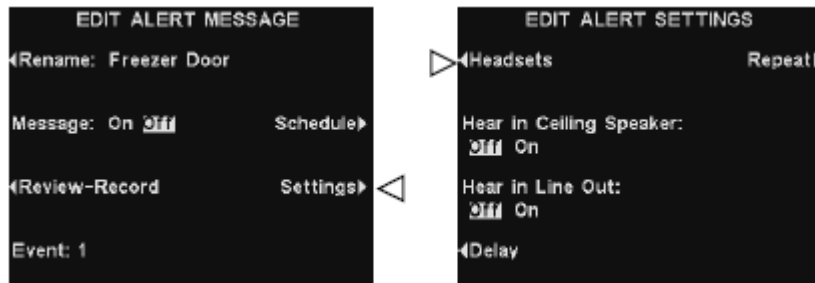 EDIT ALERT MESSAGE
Rename: Freezer Door
Message: On Off Schedule
Review-Record Settings
Event: 1
EDIT ALERT SETTINGS
Headsets Repeat
Hear in Ceiling Speaker:
Off On
Hear in Line Out:
Off On
Delay